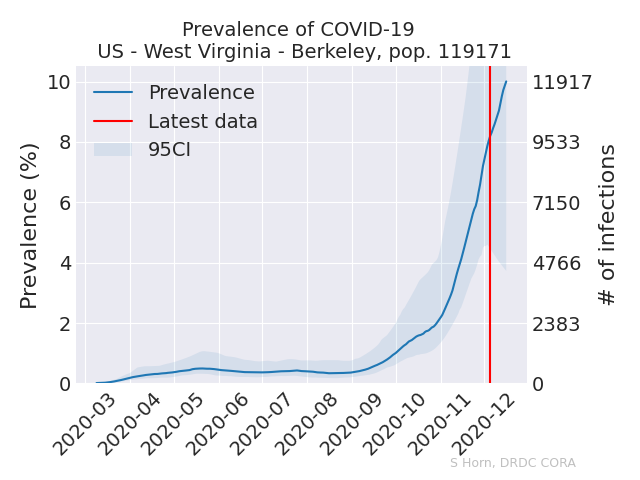 Prevalence of COVID-19
US - West Virginia - Berkeley, pop. 119171
Prevalence
Latest data
95CI
Prevalence (%)
10
8
6
4
2
0
11917
9533
7150
4766
2383
0
# of infections
2020-03
2020-04
2020-05
2020-06
2020-07
2020-08
2020-09
2020-10
2020-11
2020-12
S Horn, DRDC CORA